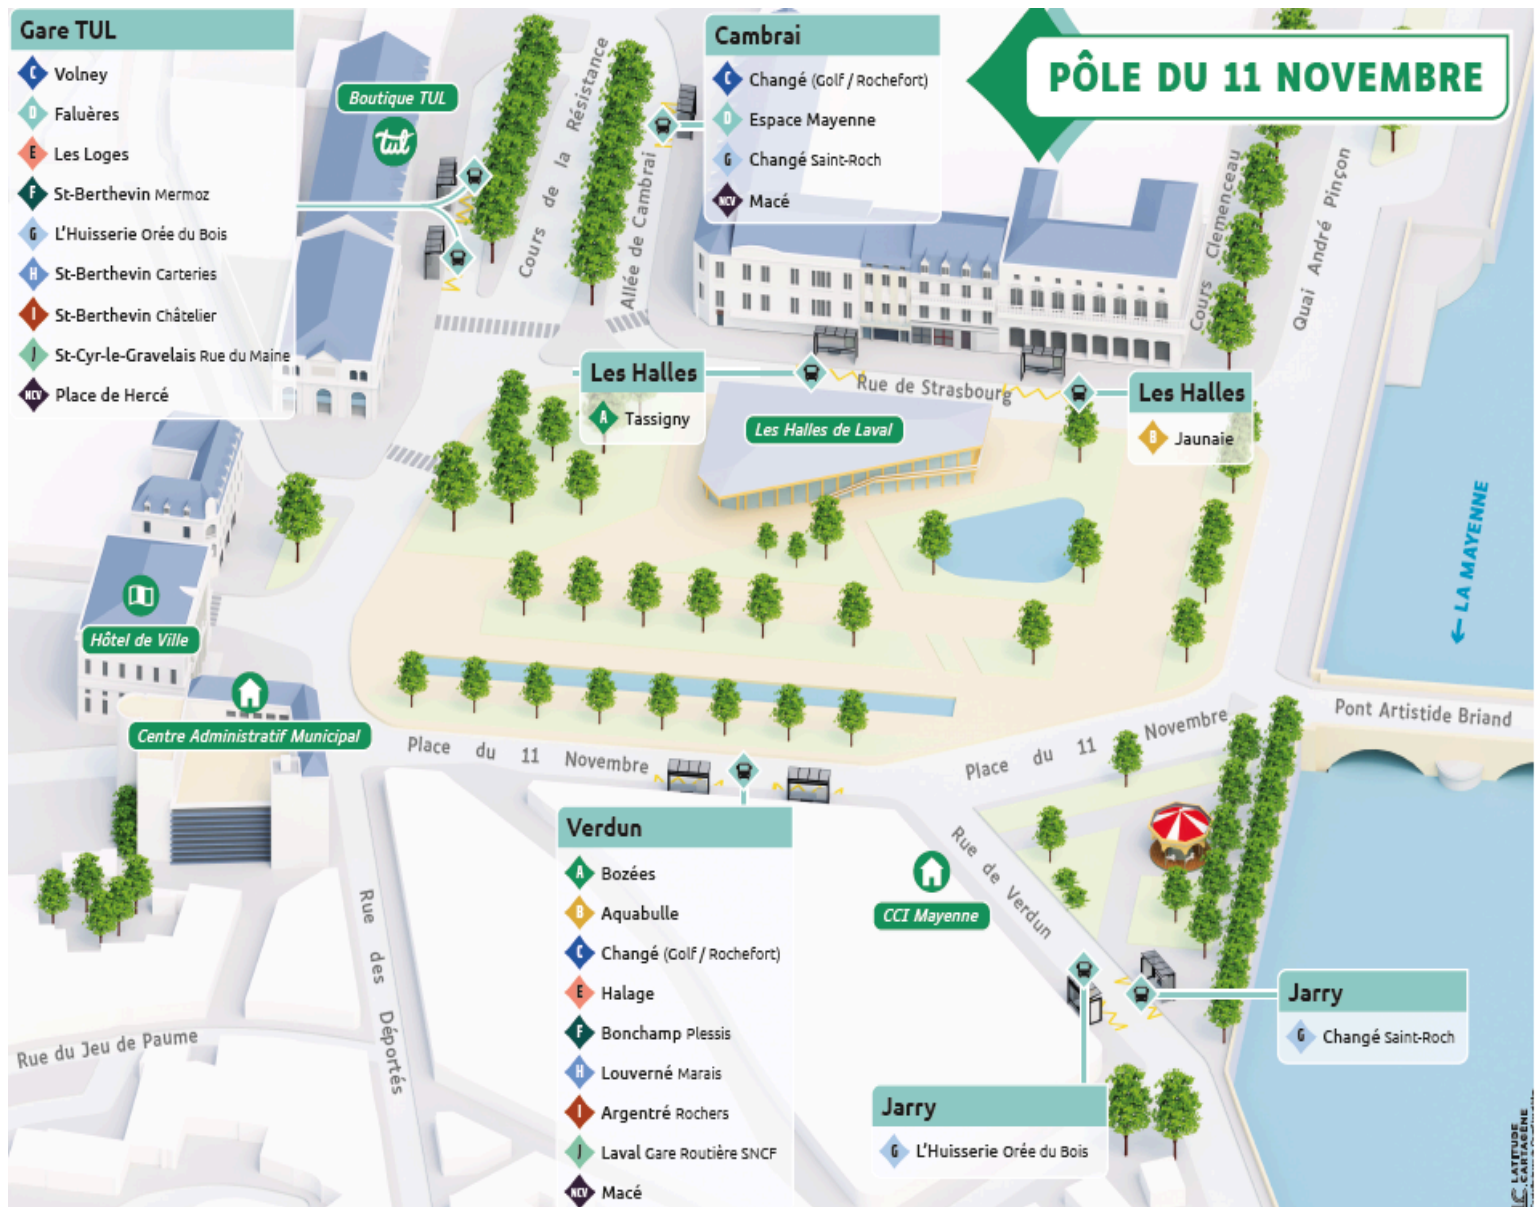 Gare TUL
C Volney
D Faluères
E Les Loges
F St-Berthevin Mermoz
G L'Huisserie Orée du Bois
H St-Berthevin Carteries
I St-Berthevin Châtelier
J St-Cyr-le-Gravelais Rue du Maine
NCV Place de Hercé
Boutique TUL
tul
Cours de la Résistance
Allée de Cambrai
Cambrai
C Changé (Golf / Rochefort)
D Espace Mayenne
G Changé Saint-Roch
NCV Macé
PÔLE DU 11 NOVEMBRE
Cours Clemenceau
Quai André Pinçon
Les Halles
A Tassigny
Rue de Strasbourg
Les Halles de Laval
Les Halles
B Jaunaie
← LA MAYENNE
Hôtel de Ville
Centre Administratif Municipal
Place du 11 Novembre
Place du 11 Novembre
Pont Artistide Briand
Verdun
A Bozées
B Aquabulle
C Changé (Golf / Rochefort)
E Halage
F Bonchamp Plessis
H Louverné Marais
I Argentré Rochers
J Laval Gare Routière SNCF
NCV Macé
Rue de Verdun
CCI Mayenne
Rue des Déportés
Rue du Jeu de Paume
Jarry
G Changé Saint-Roch
Jarry
G L'Huisserie Orée du Bois
LATITUDE
CARTAGENE